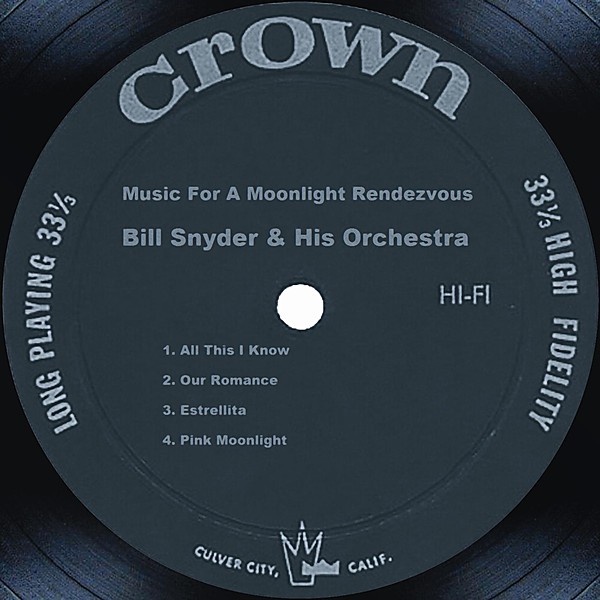 crown
Music For A Moonlight Rendezvous
Bill Snyder & His Orchestra
LONG PLAYING 33⅓
33⅓ HIGH FIDELITY
HI-FI
1. All This I Know
2. Our Romance
3. Estrellita
4. Pink Moonlight
CULVER CITY, CALIF.